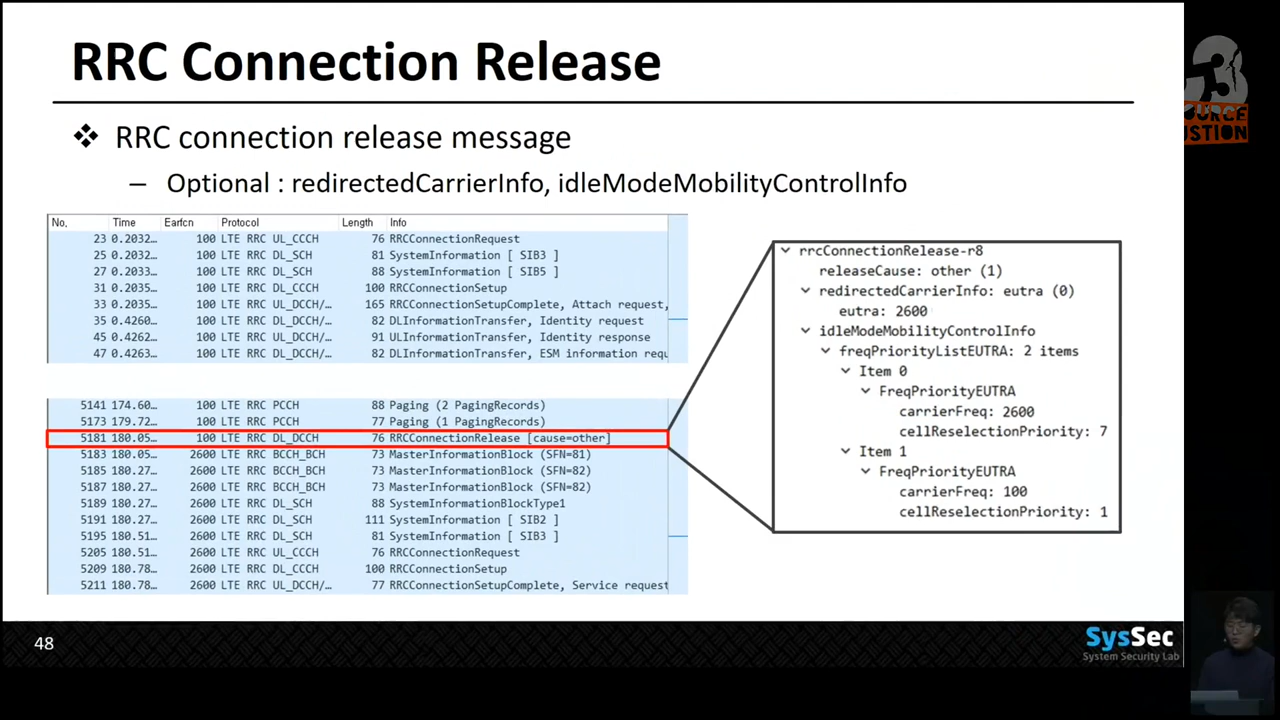 RRC Connection Release
❖ RRC connection release message
– Optional : redirectedCarrierInfo, idleModeMobilityControlInfo
No. Time Earfcn Protocol Length Info
23 0.2032… 100 LTE RRC UL_CCCH 76 RRCConnectionRequest
25 0.2032… 100 LTE RRC DL_SCH 81 SystemInformation [ SIB3 ]
27 0.2033… 100 LTE RRC DL_SCH 88 SystemInformation [ SIB5 ]
31 0.2035… 100 LTE RRC DL_CCCH 100 RRCConnectionSetup
33 0.2035… 100 LTE RRC UL_DCCH/… 165 RRCConnectionSetupComplete, Attach request,
35 0.4260… 100 LTE RRC DL_DCCH/… 82 DLInformationTransfer, Identity request
45 0.4262… 100 LTE RRC UL_DCCH/… 91 ULInformationTransfer, Identity response
47 0.4263… 100 LTE RRC DL_DCCH/… 82 DLInformationTransfer, ESM information requ
5141 174.60… 100 LTE RRC PCCH 88 Paging (2 PagingRecords)
5173 179.72… 100 LTE RRC PCCH 77 Paging (1 PagingRecords)
5181 180.05… 100 LTE RRC DL_DCCH 76 RRCConnectionRelease [cause=other]
5183 180.05… 2600 LTE RRC BCCH_BCH 73 MasterInformationBlock (SFN=81)
5185 180.27… 2600 LTE RRC BCCH_BCH 73 MasterInformationBlock (SFN=82)
5187 180.27… 2600 LTE RRC BCCH_BCH 73 MasterInformationBlock (SFN=82)
5189 180.27… 2600 LTE RRC DL_SCH 88 SystemInformationBlockType1
5191 180.27… 2600 LTE RRC DL_SCH 111 SystemInformation [ SIB2 ]
5195 180.51… 2600 LTE RRC DL_SCH 81 SystemInformation [ SIB3 ]
5205 180.51… 2600 LTE RRC UL_CCCH 76 RRCConnectionRequest
5209 180.78… 2600 LTE RRC DL_CCCH 100 RRCConnectionSetup
5211 180.78… 2600 LTE RRC UL_DCCH/… 77 RRCConnectionSetupComplete, Service request
rrcConnectionRelease-r8
releaseCause: other (1)
redirectedCarrierInfo: eutra (0)
eutra: 2600
idleModeMobilityControlInfo
freqPriorityListEUTRA: 2 items
Item 0
FreqPriorityEUTRA
carrierFreq: 2600
cellReselectionPriority: 7
Item 1
FreqPriorityEUTRA
carrierFreq: 100
cellReselectionPriority: 1
48
SysSec
System Security Lab